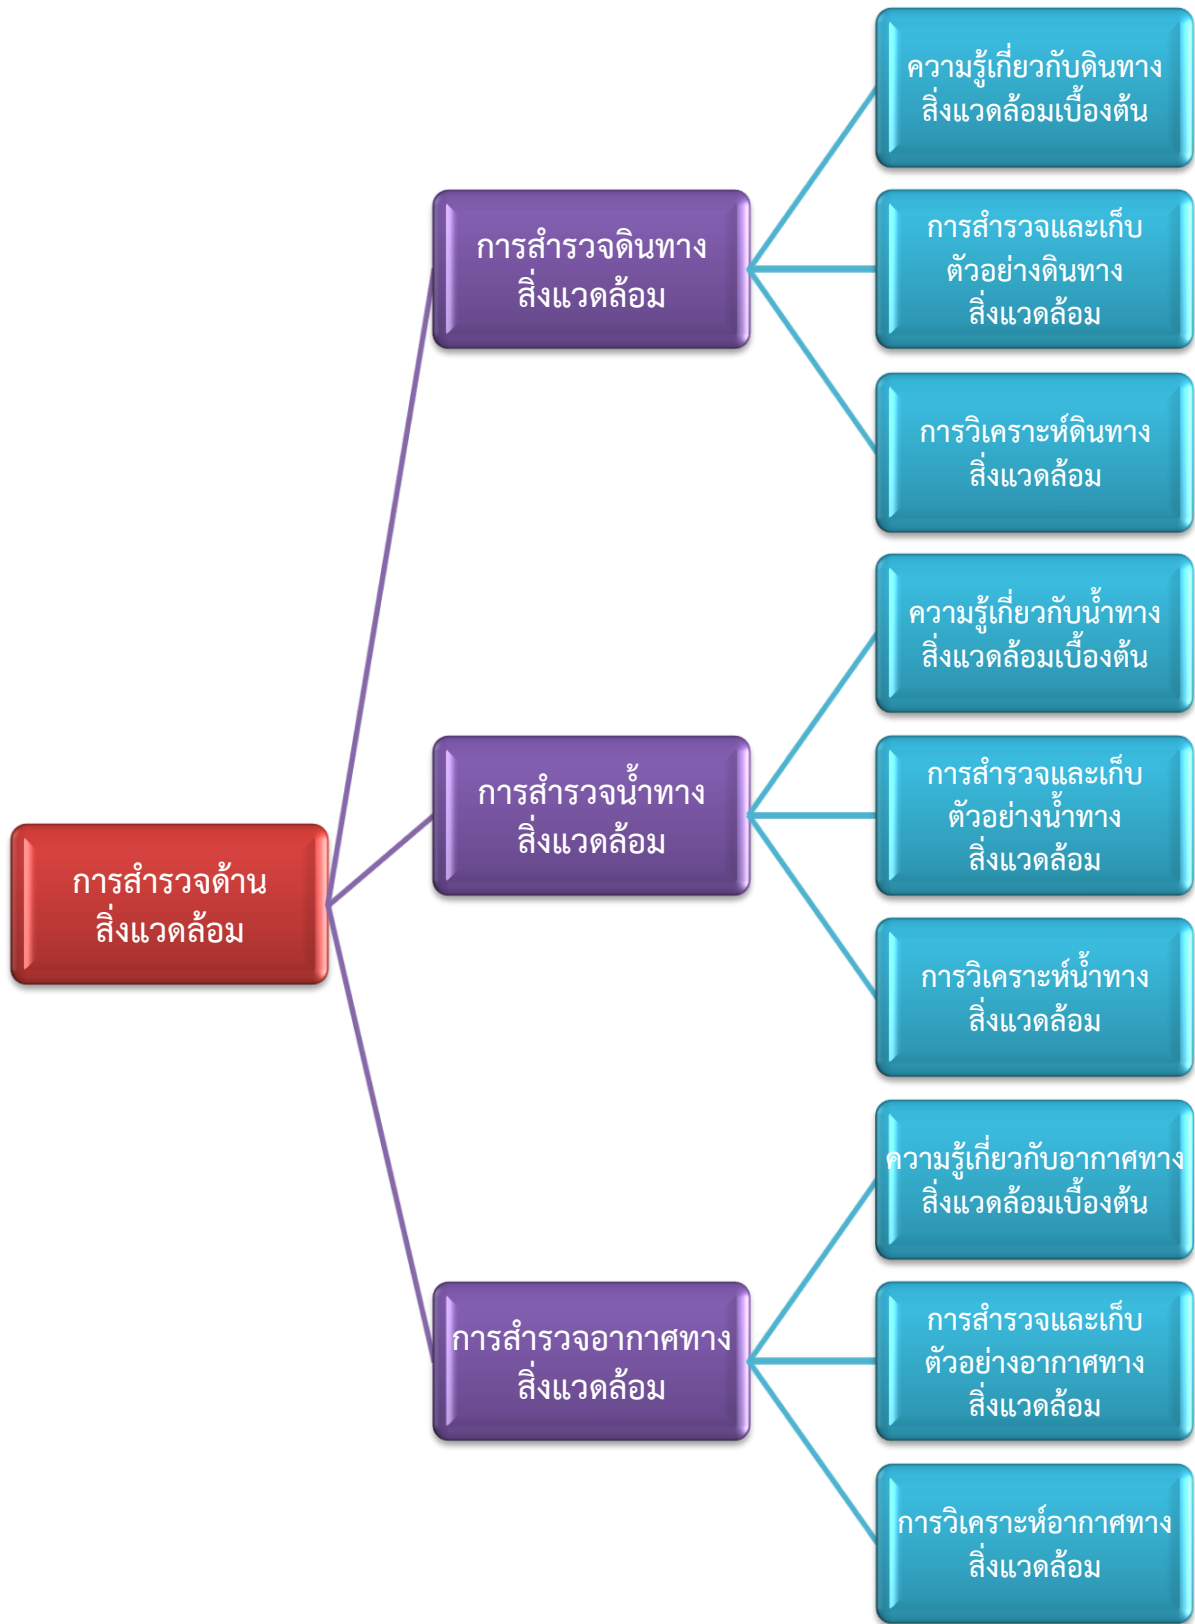 การสำรวจด้าน
สิ่งแวดล้อม
การสำรวจดินทาง
สิ่งแวดล้อม
ความรู้เกี่ยวกับดินทาง
สิ่งแวดล้อมเบื้องต้น
การสำรวจและเก็บ
ตัวอย่างดินทาง
สิ่งแวดล้อม
การวิเคราะห์ดินทาง
สิ่งแวดล้อม
การสำรวจน้ำทาง
สิ่งแวดล้อม
ความรู้เกี่ยวกับน้ำทาง
สิ่งแวดล้อมเบื้องต้น
การสำรวจและเก็บ
ตัวอย่างน้ำทาง
สิ่งแวดล้อม
การวิเคราะห์น้ำทาง
สิ่งแวดล้อม
การสำรวจอากาศทาง
สิ่งแวดล้อม
ความรู้เกี่ยวกับอากาศทาง
สิ่งแวดล้อมเบื้องต้น
การสำรวจและเก็บ
ตัวอย่างอากาศทาง
สิ่งแวดล้อม
การวิเคราะห์อากาศทาง
สิ่งแวดล้อม